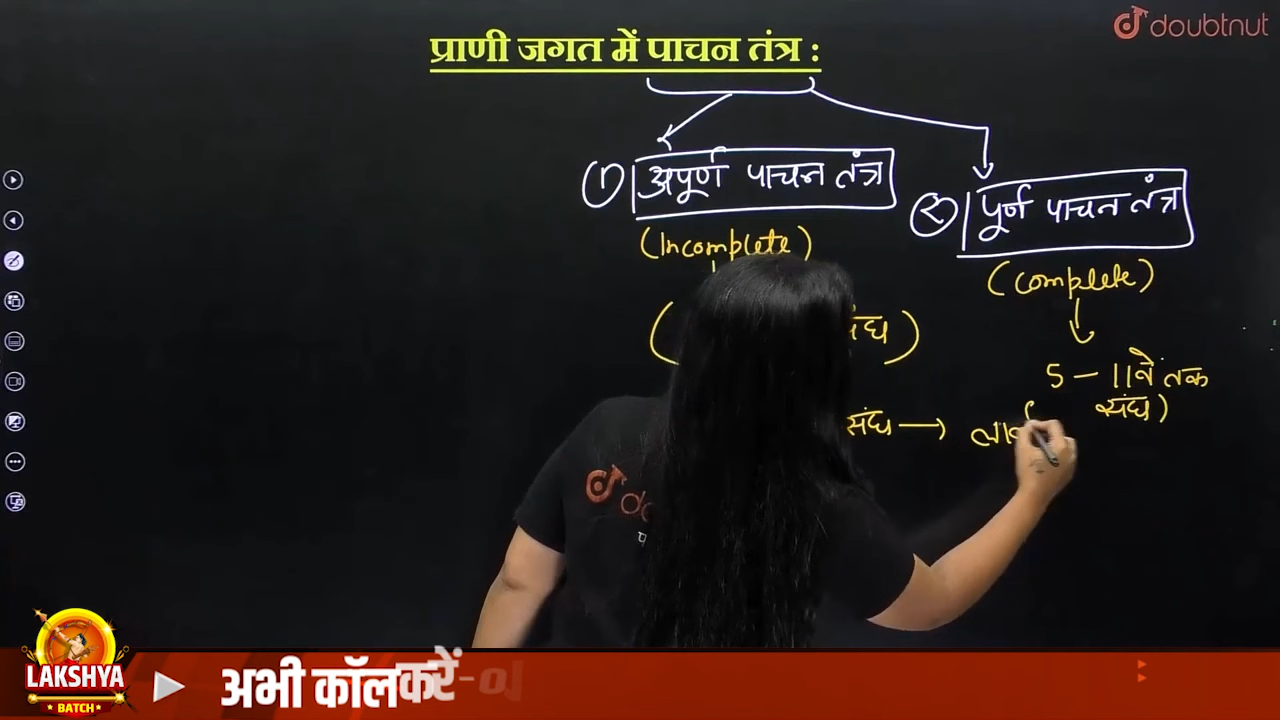 doubtnut
प्राणी जगत में पाचन तंत्र :
① अपूर्ण पाचन तंत्र
② पूर्ण पाचन तंत्र
(Incomplete)
(Complete)
5 - 11वें तक
संघ)
संघ →
LAKSHYA
BATCH
अभी कॉल करें